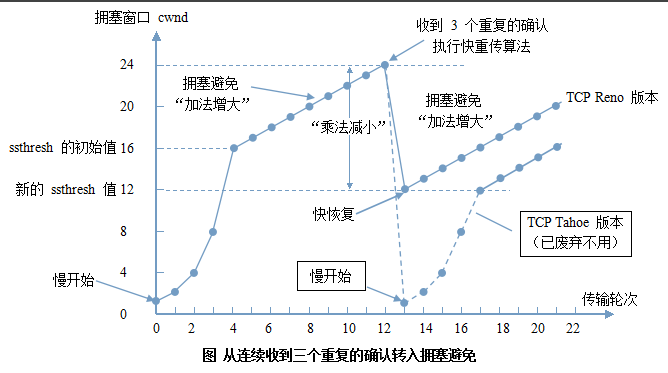 拥塞窗口 cwnd
收到 3 个重复的确认
执行快重传算法
24
20
16
12
8
4
0
ssthresh 的初始值
新的 ssthresh 值
拥塞避免
“加法增大”
“乘法减小”
拥塞避免
“加法增大”
TCP Reno 版本
快恢复
TCP Tahoe 版本
(已废弃不用)
慢开始
慢开始
传输轮次
0 2 4 6 8 10 12 14 16 18 20 22
图 从连续收到三个重复的确认转入拥塞避免